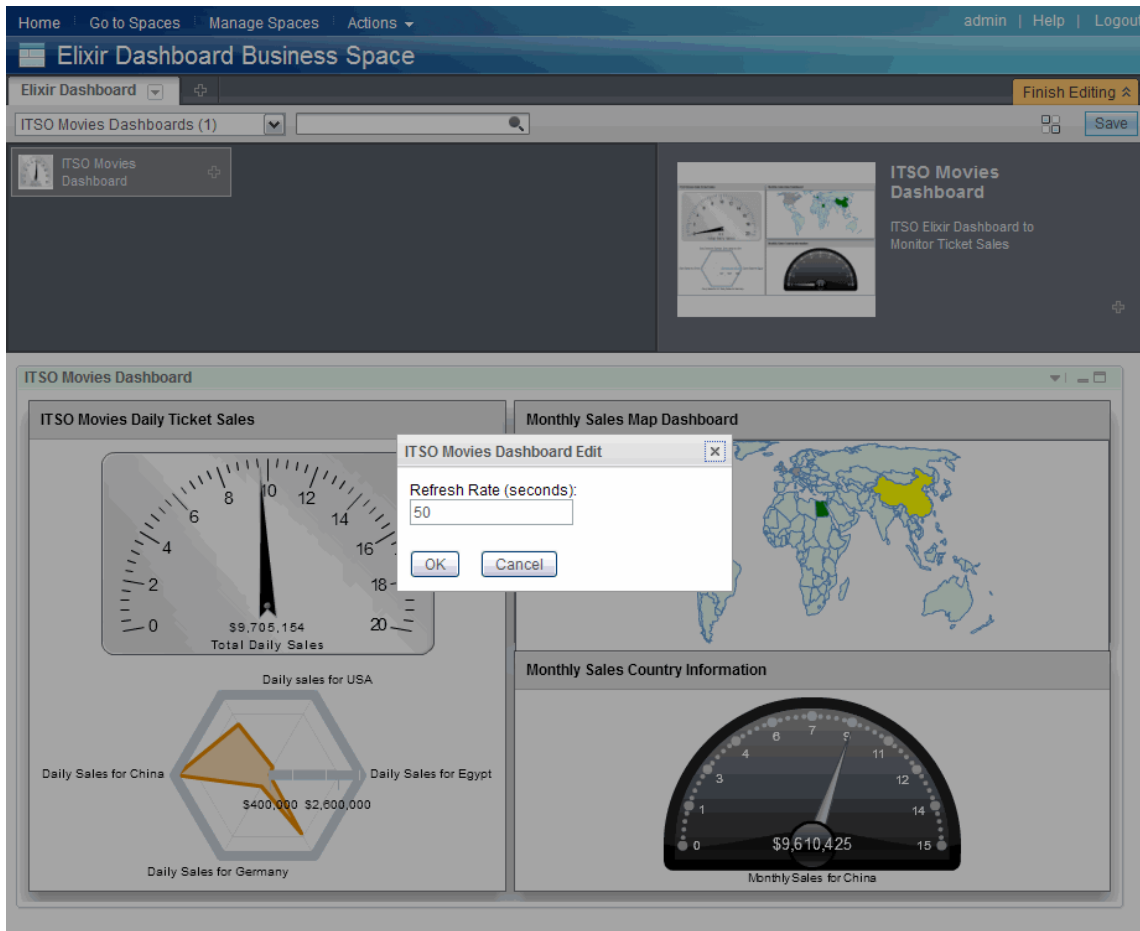 Home Go to Spaces Manage Spaces Actions
admin | Help | Logou
Elixir Dashboard Business Space
Elixir Dashboard
Finish Editing
ITSO Movies Dashboards (1)
Save
ITSO Movies
Dashboard
ITSO Movies
Dashboard
ITSO Elixir Dashboard to
Monitor Ticket Sales
ITSO Movies Dashboard
ITSO Movies Daily Ticket Sales
0
2
4
6
8
10
12
14
16
18
20
$9,705,154
Total Daily Sales
Daily sales for USA
Daily Sales for China
Daily Sales for Egypt
$400,000 $2,600,000
Daily Sales for Germany
Monthly Sales Map Dashboard
ITSO Movies Dashboard Edit
Refresh Rate (seconds):
50
OK
Cancel
Monthly Sales Country Information
0
1
3
4
6
7
9
11
12
14
15
$9,610,425
Monthly Sales for China